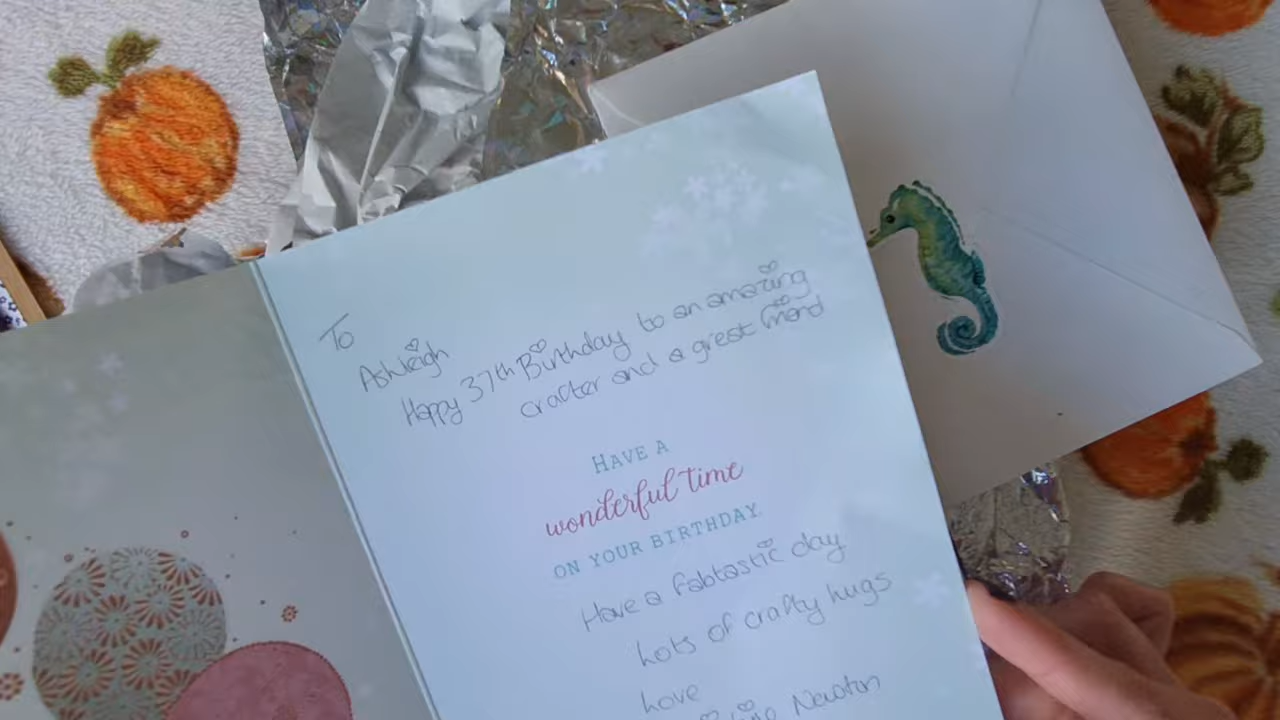 To
Ashleigh
Happy 37th Birthday to an amazing
crafter and a great friend
HAVE A
wonderful time
ON YOUR BIRTHDAY
Have a fabtastic day
Lots of crafty hugs
Love
Newton